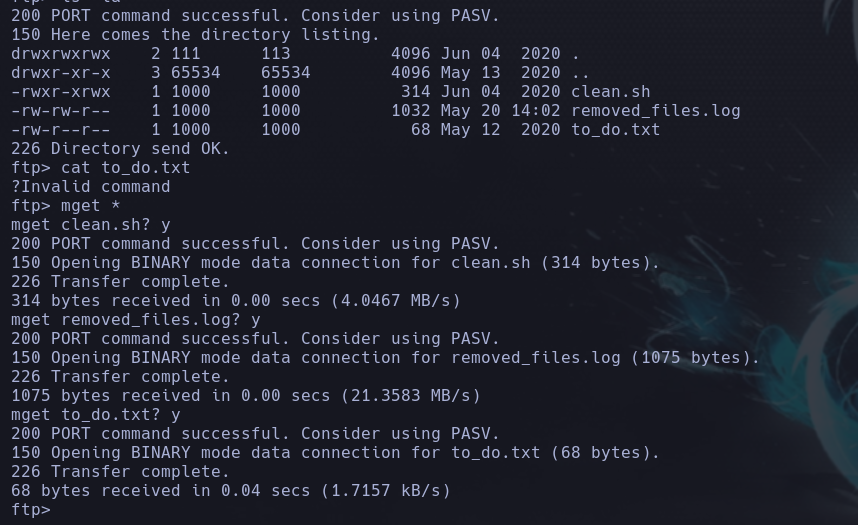 200 PORT command successful. Consider using PASV.
150 Here comes the directory listing.
drwxrwxrwx    2 111      113          4096 Jun 04  2020 .
drwxr-xr-x    3 65534    65534        4096 May 13  2020 ..
-rwxr-xrwx    1 1000     1000          314 Jun 04  2020 clean.sh
-rw-rw-r--    1 1000     1000         1032 May 20 14:02 removed_files.log
-rw-r--r--    1 1000     1000           68 May 12  2020 to_do.txt
226 Directory send OK.
ftp> cat to_do.txt
?Invalid command
ftp> mget *
mget clean.sh? y
200 PORT command successful. Consider using PASV.
150 Opening BINARY mode data connection for clean.sh (314 bytes).
226 Transfer complete.
314 bytes received in 0.00 secs (4.0467 MB/s)
mget removed_files.log? y
200 PORT command successful. Consider using PASV.
150 Opening BINARY mode data connection for removed_files.log (1075 bytes).
226 Transfer complete.
1075 bytes received in 0.00 secs (21.3583 MB/s)
mget to_do.txt? y
200 PORT command successful. Consider using PASV.
150 Opening BINARY mode data connection for to_do.txt (68 bytes).
226 Transfer complete.
68 bytes received in 0.04 secs (1.7157 kB/s)
ftp>